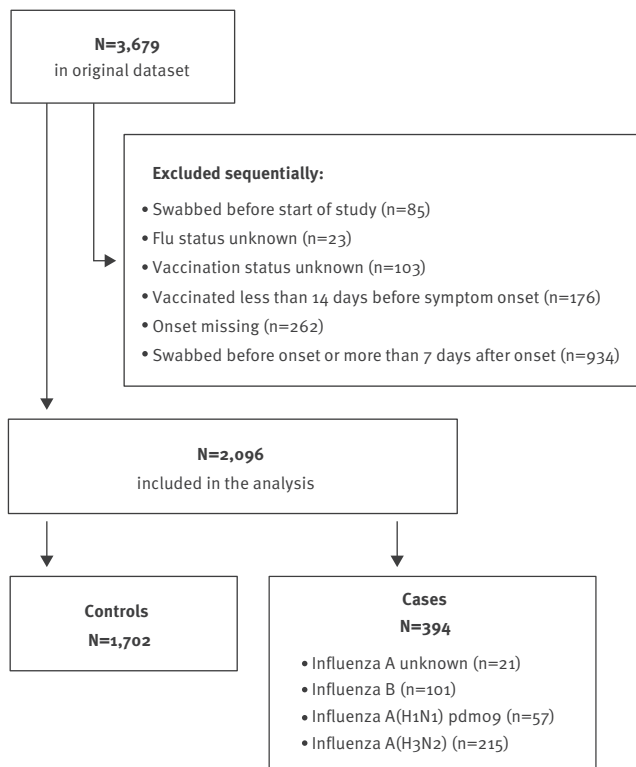 N=3,679
in original dataset
Excluded sequentially:
• Swabbed before start of study (n=85)
• Flu status unknown (n=23)
• Vaccination status unknown (n=103)
• Vaccinated less than 14 days before symptom onset (n=176)
• Onset missing (n=262)
• Swabbed before onset or more than 7 days after onset (n=934)
N=2,096
included in the analysis
Controls
N=1,702
Cases
N=394
• Influenza A unknown (n=21)
• Influenza B (n=101)
• Influenza A(H1N1) pdm09 (n=57)
• Influenza A(H3N2) (n=215)